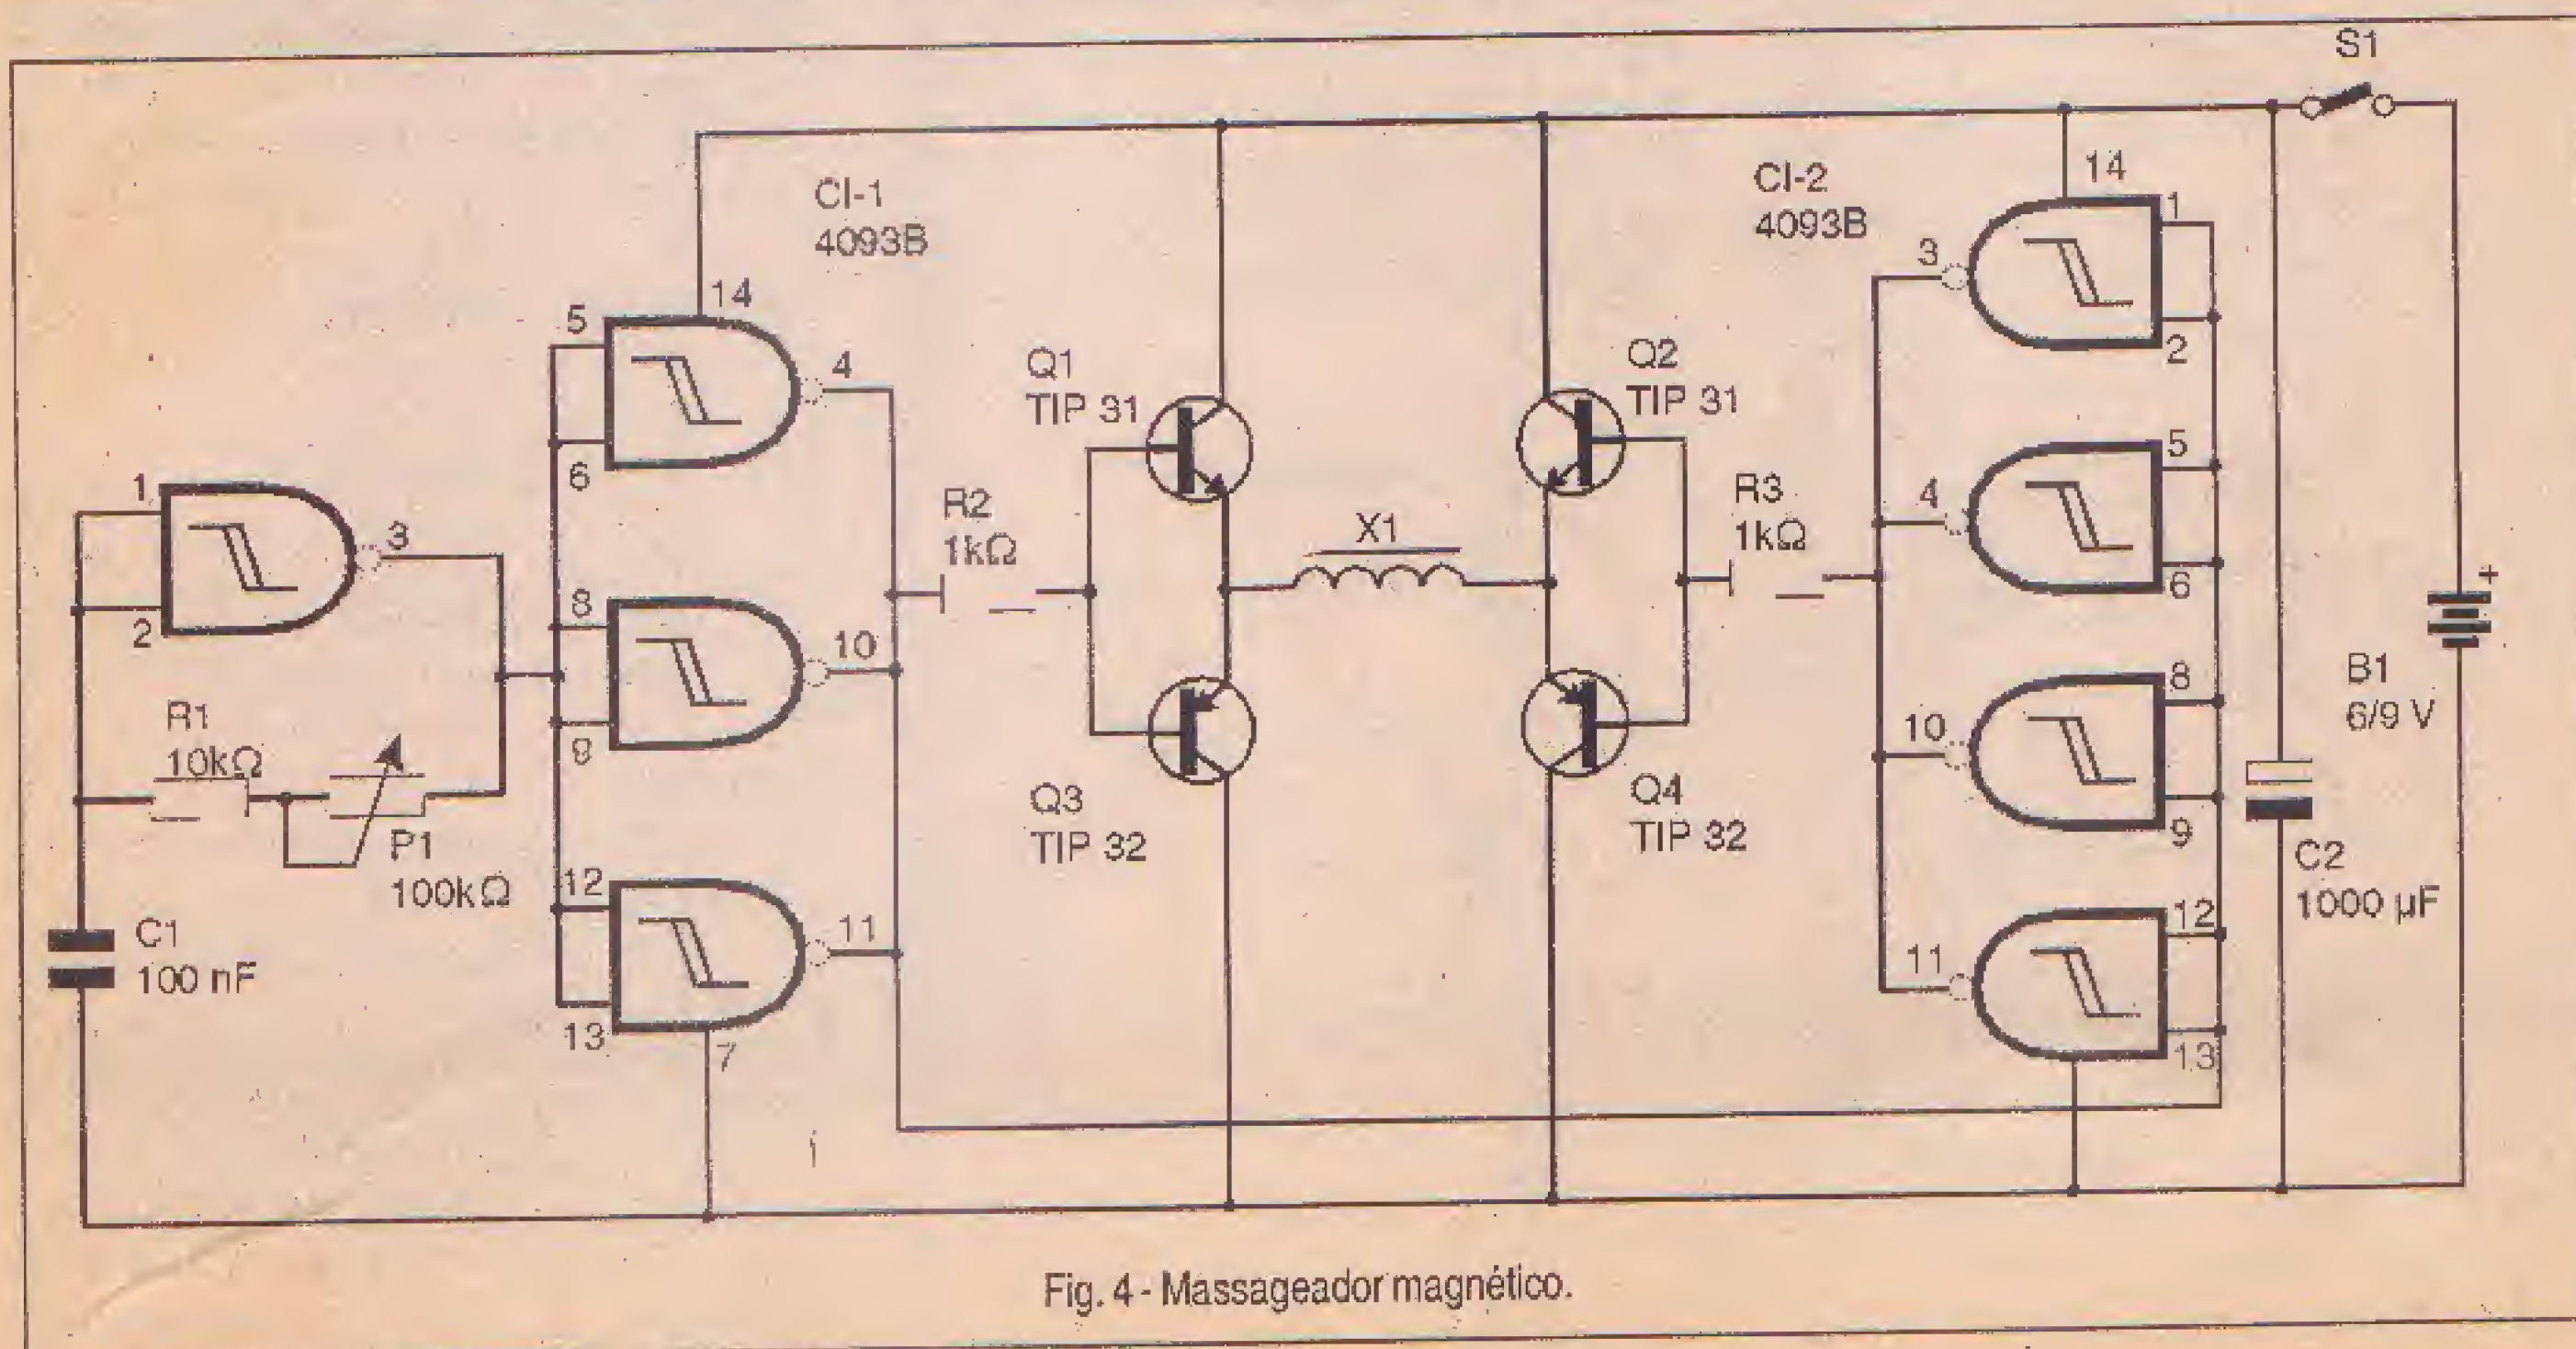 S1
CI-1
4093B
14
5
4
6
1
3
2
8
10
9
R1
10kΩ
P1
100kΩ
12
11
13
7
C1
100 nF
R2
1kΩ
Q1
TIP 31
Q3
TIP 32
X1
Q2
TIP 31
Q4
TIP 32
R3
1kΩ
CI-2
4093B
14
3
1
2
4
5
6
10
8
9
11
12
13
C2
1000 µF
+
B1
6/9 V
Fig. 4 - Massageador magnético.